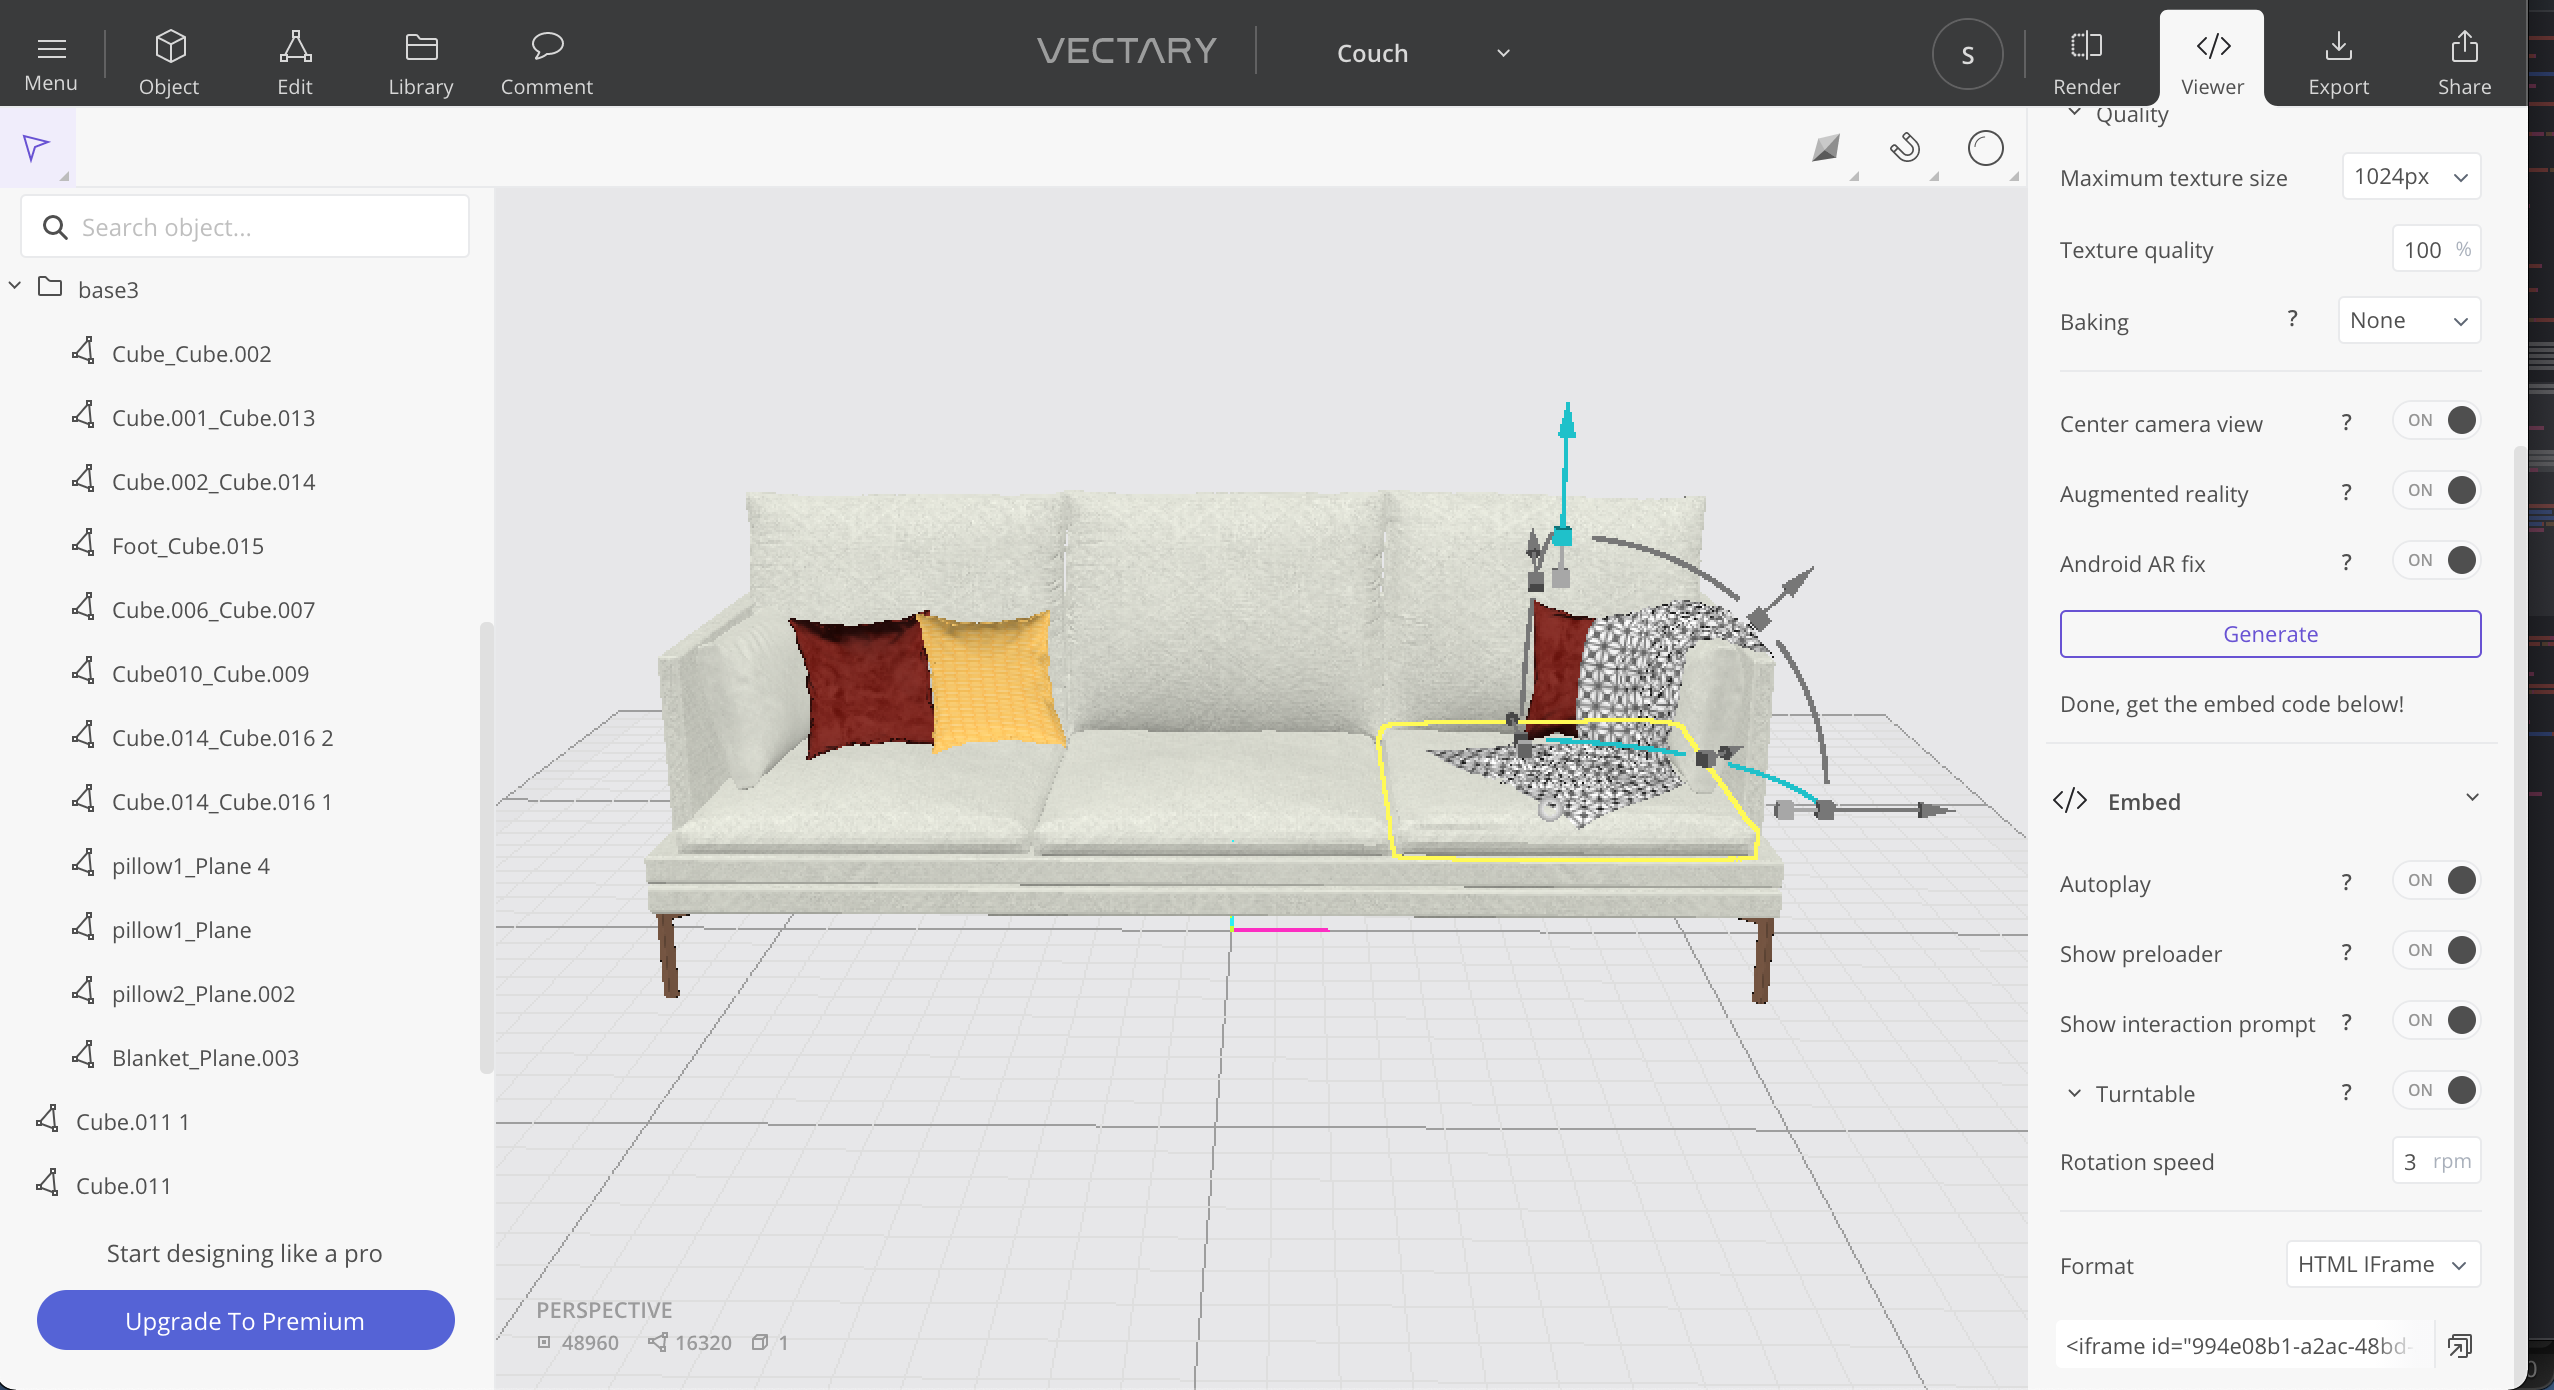 Menu
Object
Edit
Library
Comment
VECTARY
Couch
S
Render
Viewer
Export
Share
Search object...
base3
Cube_Cube.002
Cube.001_Cube.013
Cube.002_Cube.014
Foot_Cube.015
Cube.006_Cube.007
Cube010_Cube.009
Cube.014_Cube.016 2
Cube.014_Cube.016 1
pillow1_Plane 4
pillow1_Plane
pillow2_Plane.002
Blanket_Plane.003
Cube.011 1
Cube.011
Start designing like a pro
Upgrade To Premium
PERSPECTIVE
48960 16320 1
Quality
Maximum texture size 1024px
Texture quality 100 %
Baking ? None
Center camera view ? ON
Augmented reality ? ON
Android AR fix ? ON
Generate
Done, get the embed code below!
</> Embed
Autoplay ? ON
Show preloader ? ON
Show interaction prompt ? ON
Turntable ? ON
Rotation speed 3 rpm
Format HTML IFrame
<iframe id="994e08b1-a2ac-48bd-